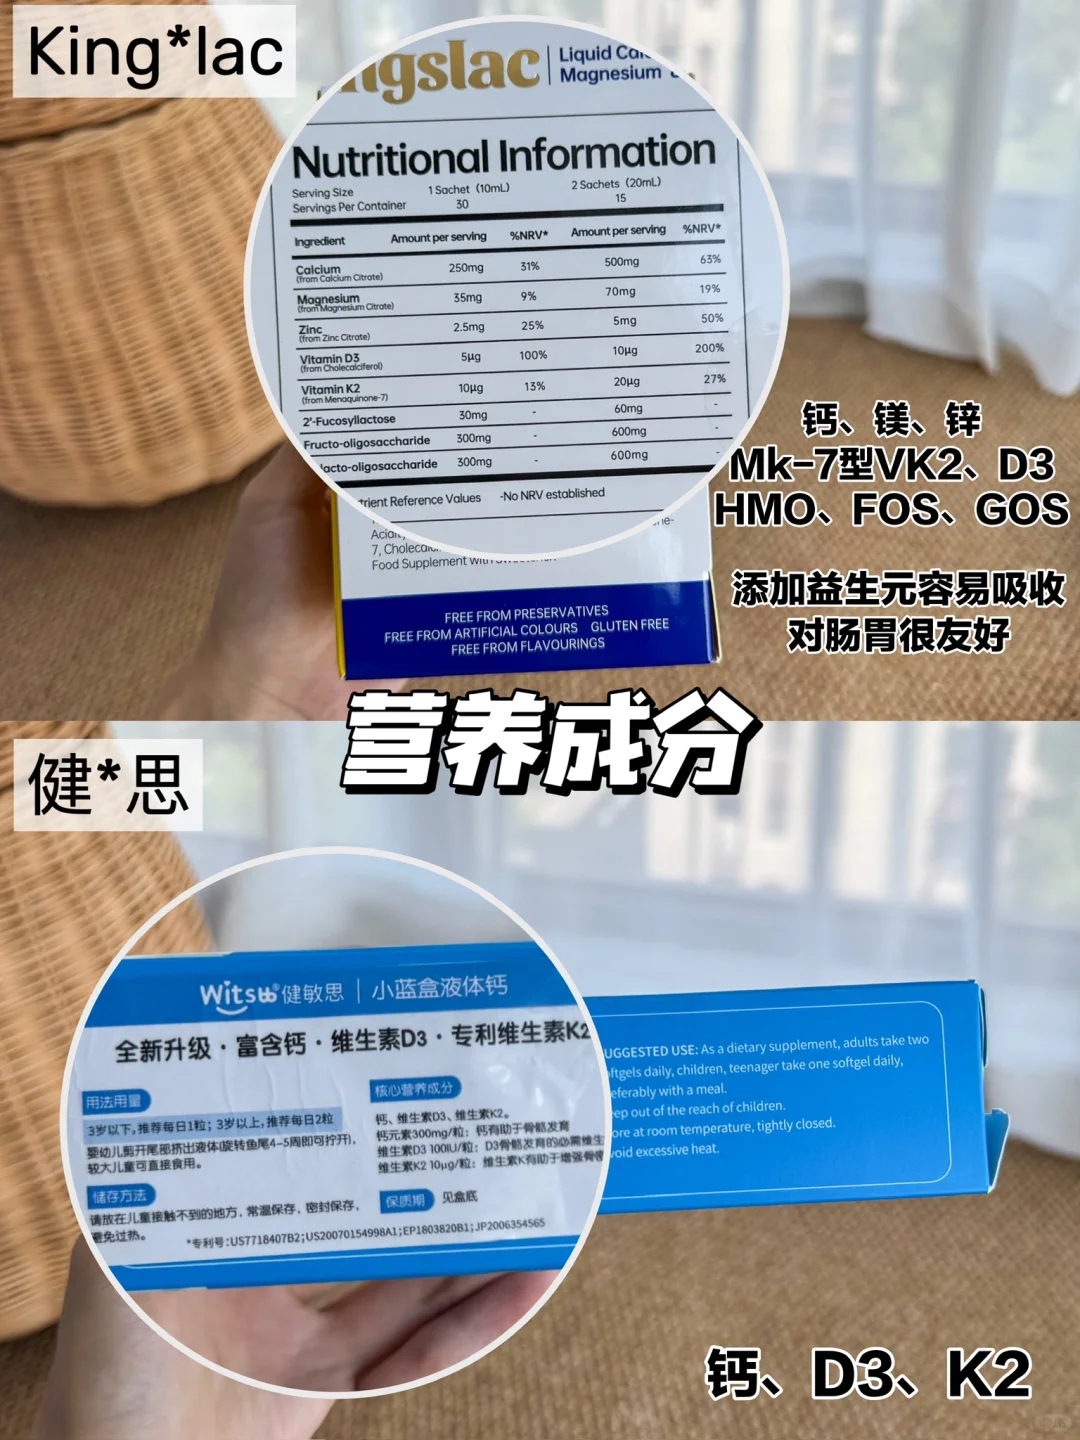 King*lac
ngslac | Liquid Calc
Magnesium
Nutritional Information
Serving Size 1 Sachet (10mL) 2 Sachets (20mL)
Servings Per Container 30 15
Ingredient Amount per serving %NRV* Amount per serving %NRV*
Calcium 250mg 31% 500mg 63%
(from Calcium Citrate)
Magnesium 35mg 9% 70mg 19%
(from Magnesium Citrate)
Zinc 2.5mg 25% 5mg 50%
(from Zinc Citrate)
Vitamin D3 5µg 100% 10µg 200%
(from Cholecalciferol)
Vitamin K2 10µg 13% 20µg 27%
(from Menaquinone-7)
2'-Fucosyllactose 30mg - 60mg -
Fructo-oligosaccharide 300mg - 600mg -
lacto-oligosaccharide 300mg - 600mg -
trient Reference Values -No NRV established
7, Cholecal
Food Supplement with
FREE FROM PRESERVATIVES
FREE FROM ARTIFICIAL COLOURS GLUTEN FREE
FREE FROM FLAVOURINGS
钙、镁、锌
Mk-7型VK2、D3
HMO、FOS、GOS
添加益生元容易吸收
对肠胃很友好
营养成分
健*思
Witsbb®健敏思 | 小蓝盒液体钙
全新升级·富含钙·维生素D3·专利维生素K2
用法用量
3岁以下,推荐每日1粒; 3岁以上,推荐每日2粒
婴幼儿剪开尾部挤出液体(旋转鱼尾4-5周即可拧开),
较大儿童可直接食用。
储存方法
请放在儿童接触不到的地方,常温保存,密封保存,
避免过热。
核心营养成分
钙、维生素D3、维生素K2。
钙元素300mg/粒: 钙有助于骨骼发育
维生素D3 100IU/粒: D3骨骼发育的必需维生
维生素K2 10µg/粒: 维生素K有助于增强骨骼
保质期 见盒底
*专利号:US7718407B2;US20070154998A1;EP1803820B1;JP2006354565
UGGESTED USE: As a dietary supplement, adults take two
ftgels daily, children, teenager take one softgel daily,
eferably with a meal.
eep out of the reach of children.
ore at room temperature, tightly closed.
void excessive heat.
钙、D3、K2